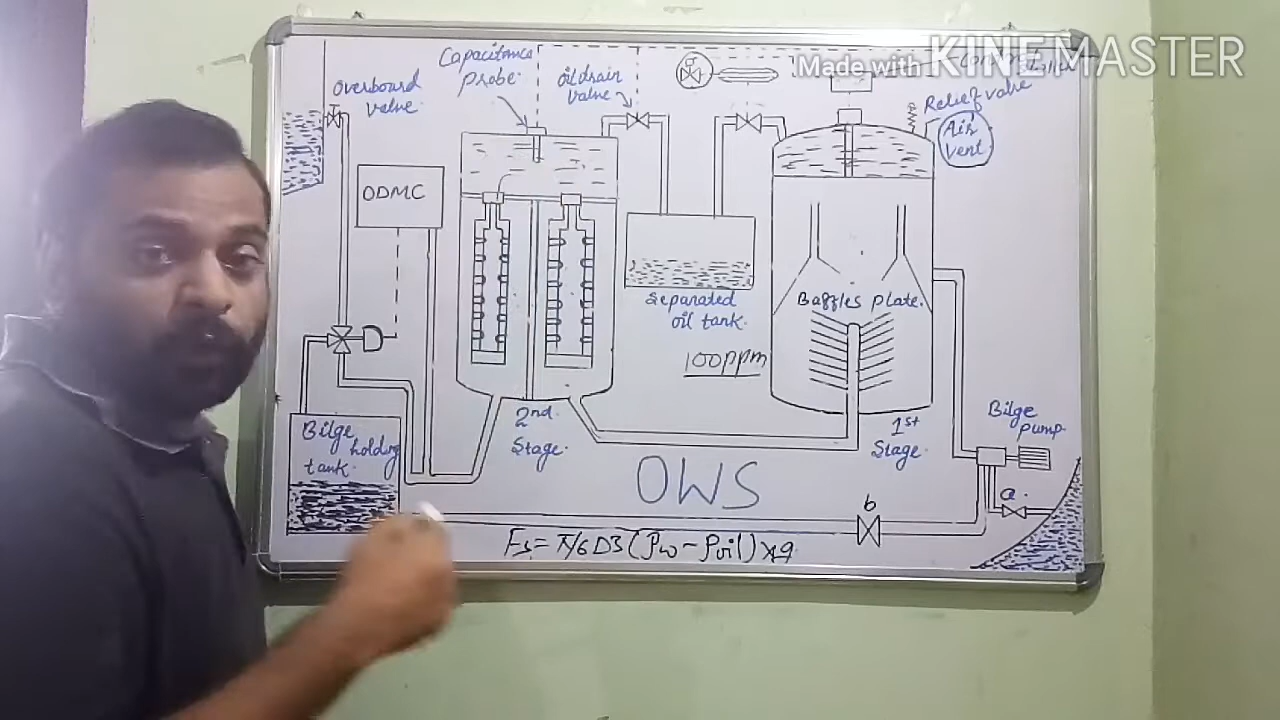 Made with KINEMASTER
Capacitance
probe.
Overboard
valve.
oil drain
valve
Relief valve
Air
vent.
ODMC
Separated
oil tank.
Baffles plate.
100ppm
Bilge
holding
tank.
2nd
Stage.
1st
Stage.
Bilge
pump.
OWS
a.
b
Fs = π/6 D3 (ρw - ρoil) x g